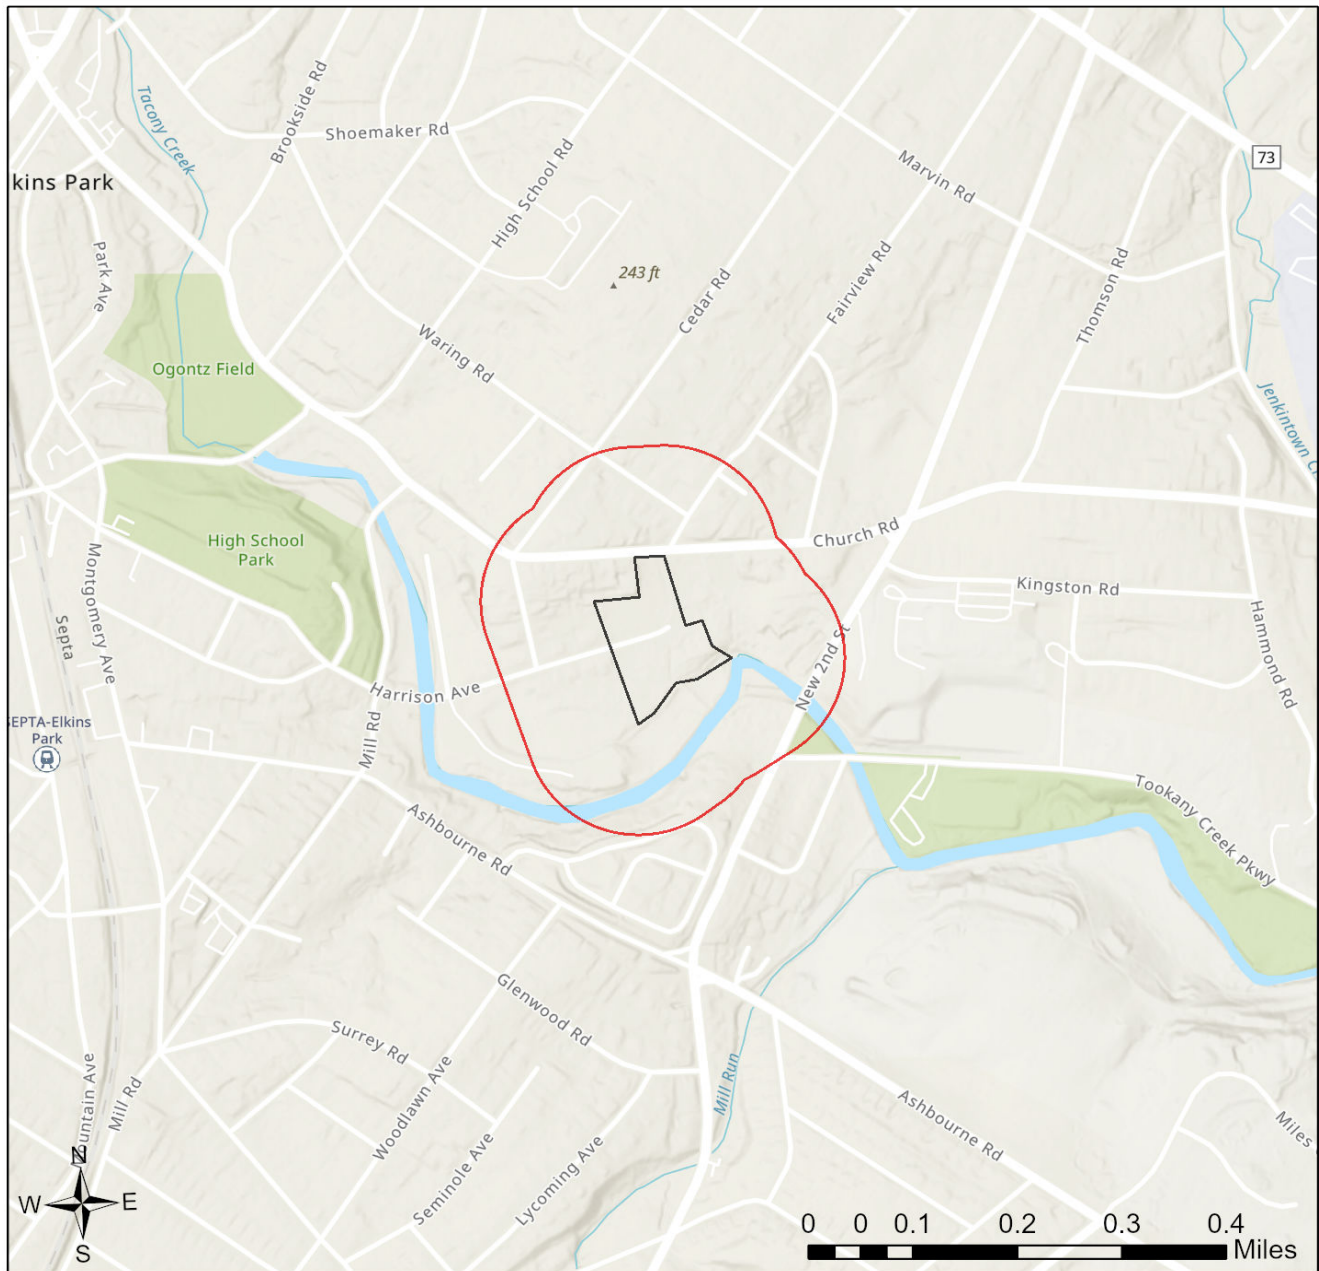 Tacony Creek
Brookside Rd
Shoemaker Rd
High School Rd
Marvin Rd
73
kins Park
Park Ave
243 ft
Cedar Rd
Fairview Rd
Thomson Rd
Waring Rd
Ogontz Field
Jenkintown C
High School
Park
Church Rd
Kingston Rd
Montgomery Ave
Septa
Hammond Rd
New 2nd St
Harrison Ave
SEPTA-Elkins
Park
Mill Rd
Tookany Creek Pkwy
Ashbourne Rd
Glenwood Rd
Surrey Rd
Woodlawn Ave
Mill Run
Ashbourne Rd
Miles
untain Ave
Mill Rd
Seminole Ave
Lycoming Ave
N
W
E
S
0 0 0.1 0.2 0.3 0.4
Miles